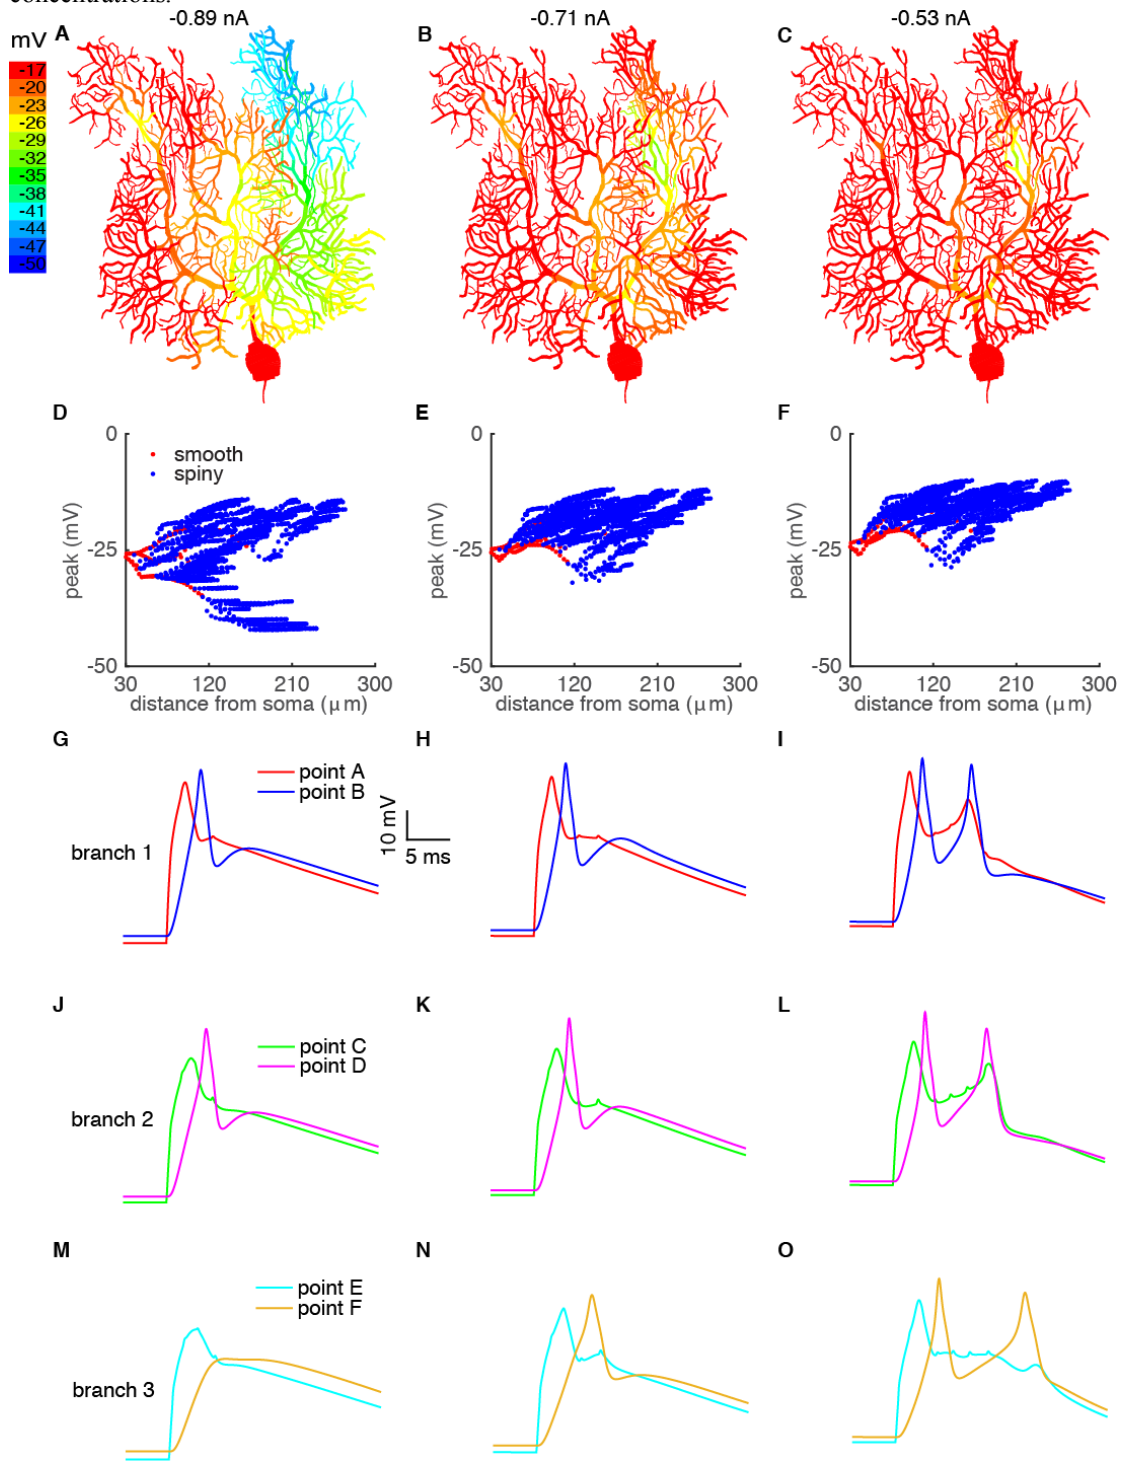 concentrations.
-0.89 nA
-0.71 nA
-0.53 nA
mV
A
B
C
-17
-20
-23
-26
-29
-32
-35
-38
-41
-44
-47
-50
D
E
F
0
-25
-50
peak (mV)
smooth
spiny
30 120 210 300
distance from soma (μm)
0
-25
-50
peak (mV)
30 120 210 300
distance from soma (μm)
0
-25
-50
peak (mV)
30 120 210 300
distance from soma (μm)
G
H
I
point A
point B
10 mV
5 ms
branch 1
J
K
L
point C
point D
branch 2
M
N
O
point E
point F
branch 3